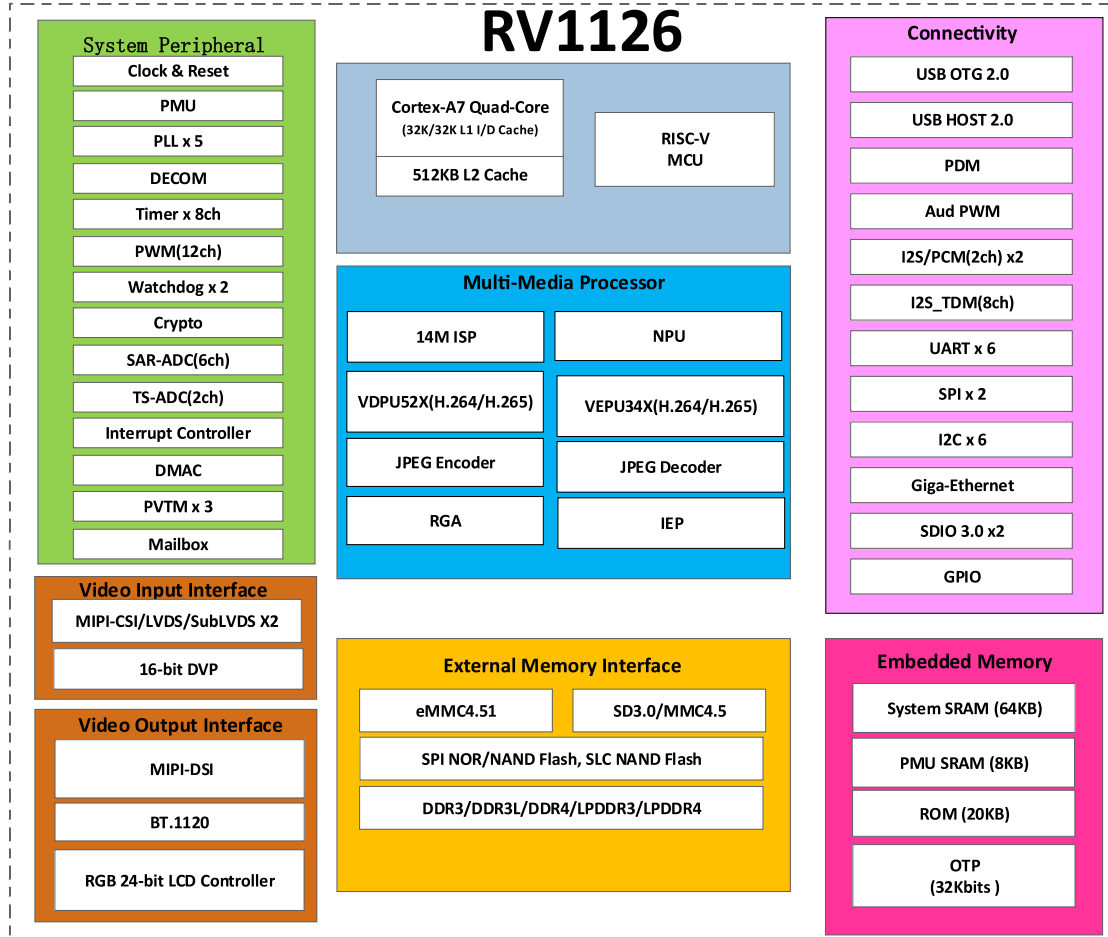 RV1126
System Peripheral
Clock & Reset
PMU
PLL x 5
DECOM
Timer x 8ch
PWM(12ch)
Watchdog x 2
Crypto
SAR-ADC(6ch)
TS-ADC(2ch)
Interrupt Controller
DMAC
PVTM x 3
Mailbox
Video Input Interface
MIPI-CSI/LVDS/SubLVDS X2
16-bit DVP
Video Output Interface
MIPI-DSI
BT.1120
RGB 24-bit LCD Controller
Cortex-A7 Quad-Core
(32K/32K L1 I/D Cache)
512KB L2 Cache
RISC-V
MCU
Multi-Media Processor
14M ISP
NPU
VDPU52X(H.264/H.265)
VEPU34X(H.264/H.265)
JPEG Encoder
JPEG Decoder
RGA
IEP
External Memory Interface
eMMC4.51
SD3.0/MMC4.5
SPI NOR/NAND Flash, SLC NAND Flash
DDR3/DDR3L/DDR4/LPDDR3/LPDDR4
Connectivity
USB OTG 2.0
USB HOST 2.0
PDM
Aud PWM
I2S/PCM(2ch) x2
I2S_TDM(8ch)
UART x 6
SPI x 2
I2C x 6
Giga-Ethernet
SDIO 3.0 x2
GPIO
Embedded Memory
System SRAM (64KB)
PMU SRAM (8KB)
ROM (20KB)
OTP
(32Kbits )